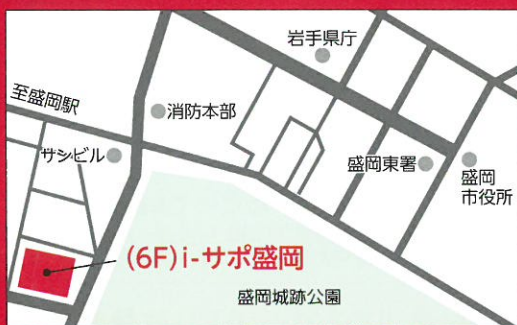 岩手県庁
至盛岡駅
消防本部
サンビル
盛岡東署
盛岡
市役所
(6F)i-サポ盛岡
盛岡城跡公園